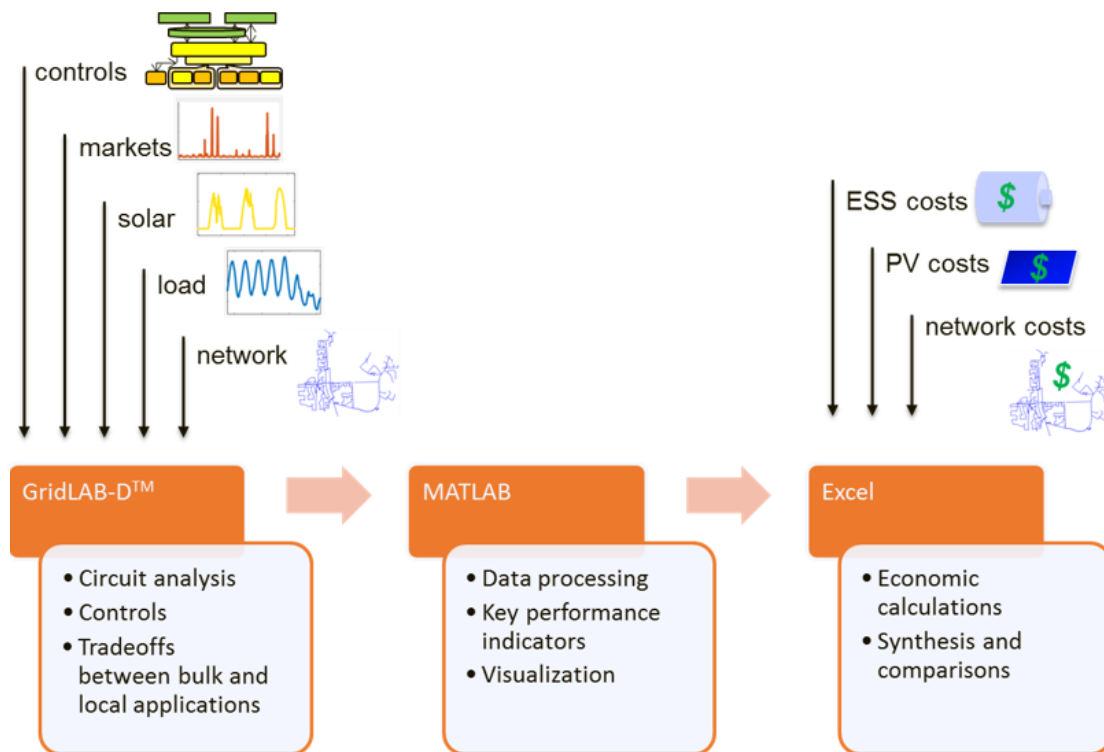 controls
markets
solar
load
network
ESS costs
$
PV costs
$
network costs
$
GridLAB-D™
• Circuit analysis
• Controls
• Tradeoffs
between bulk and
local applications
MATLAB
• Data processing
• Key performance
indicators
• Visualization
Excel
• Economic
calculations
• Synthesis and
comparisons